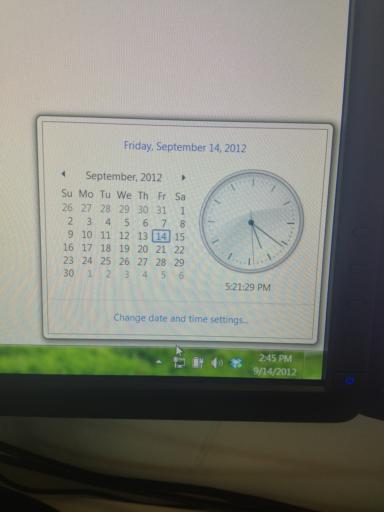 Friday, September 14, 2012
September, 2012
Su Mo Tu We Th Fr Sa
26 27 28 29 30 31 1
2 3 4 5 6 7 8
9 10 11 12 13 14 15
16 17 18 19 20 21 22
23 24 25 26 27 28 29
30 1 2 3 4 5 6
5:21:29 PM
Change date and time settings...
2:45 PM
9/14/2012